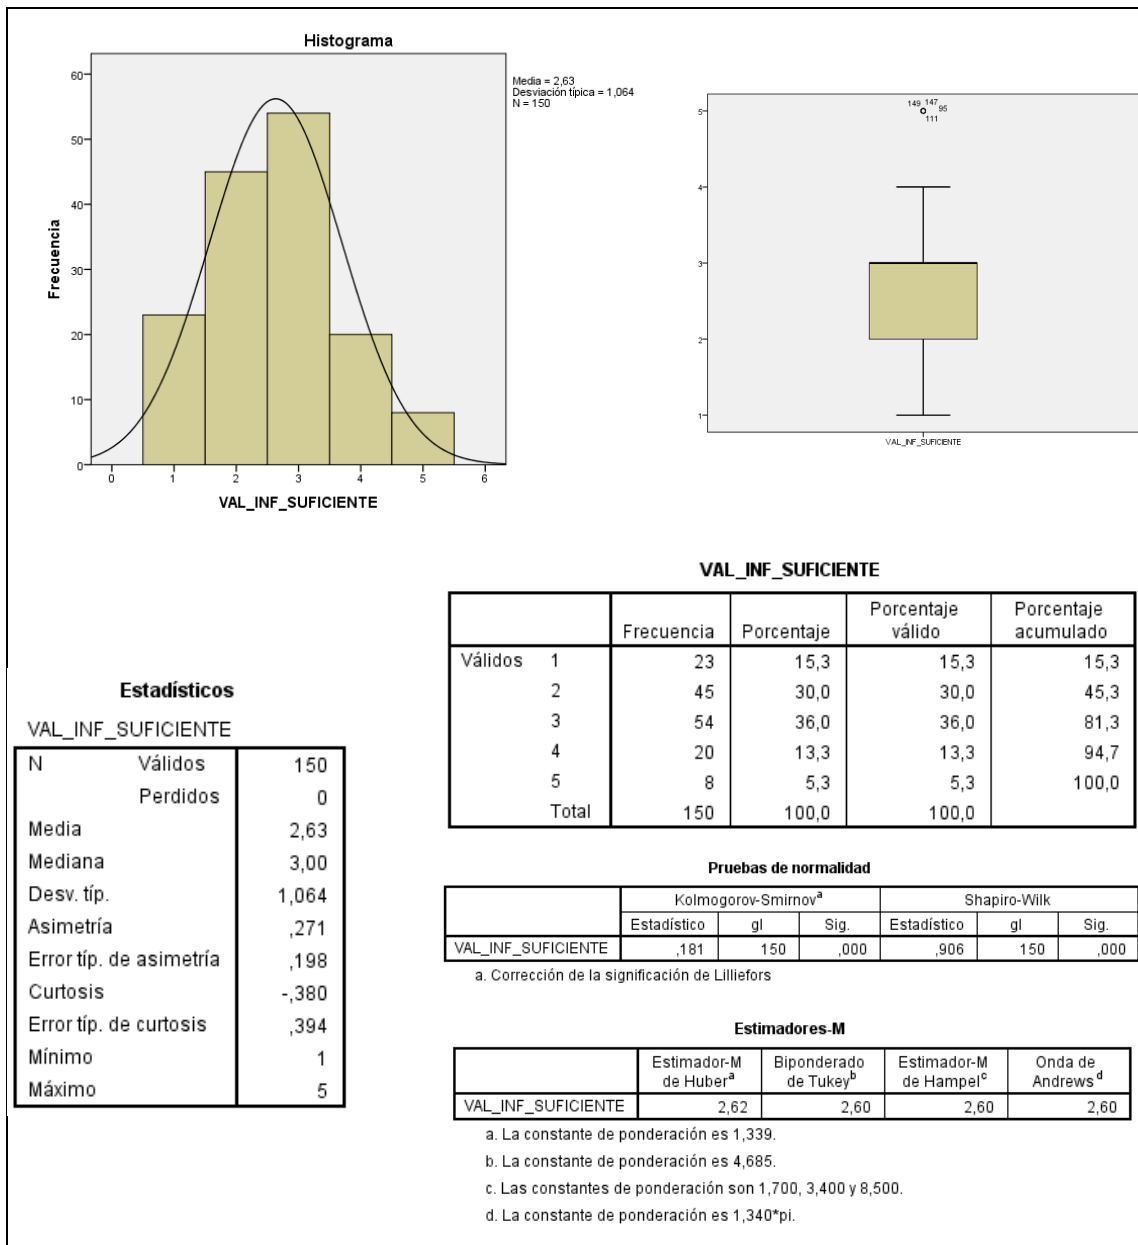 Histograma
Media = 2,63
Desviación típica = 1,064
N = 150
60
50
40
30
20
10
0
Frecuencia
0 1 2 3 4 5 6
VAL_INF_SUFICIENTE
149 147 95
111
5
4
3
2
1
VAL_INF_SUFICIENTE
VAL_INF_SUFICIENTE
Frecuencia Porcentaje Porcentaje válido Porcentaje acumulado
Válidos 1 23 15,3 15,3 15,3
2 45 30,0 30,0 45,3
3 54 36,0 36,0 81,3
4 20 13,3 13,3 94,7
5 8 5,3 5,3 100,0
Total 150 100,0 100,0
Estadísticos
VAL_INF_SUFICIENTE
N Válidos 150
Perdidos 0
Media 2,63
Mediana 3,00
Desv. típ. 1,064
Asimetría ,271
Error típ. de asimetría ,198
Curtosis -,380
Error típ. de curtosis ,394
Mínimo 1
Máximo 5
Pruebas de normalidad
Kolmogorov-Smirnov a Shapiro-Wilk
Estadístico gl Sig. Estadístico gl Sig.
VAL_INF_SUFICIENTE ,181 150 ,000 ,906 150 ,000
a. Corrección de la significación de Lilliefors
Estimadores-M
Estimador-M de Huber a Biponderado de Tukey b Estimador-M de Hampel c Onda de Andrews d
VAL_INF_SUFICIENTE 2,62 2,60 2,60 2,60
a. La constante de ponderación es 1,339.
b. La constante de ponderación es 4,685.
c. Las constantes de ponderación son 1,700, 3,400 y 8,500.
d. La constante de ponderación es 1,340*pi.